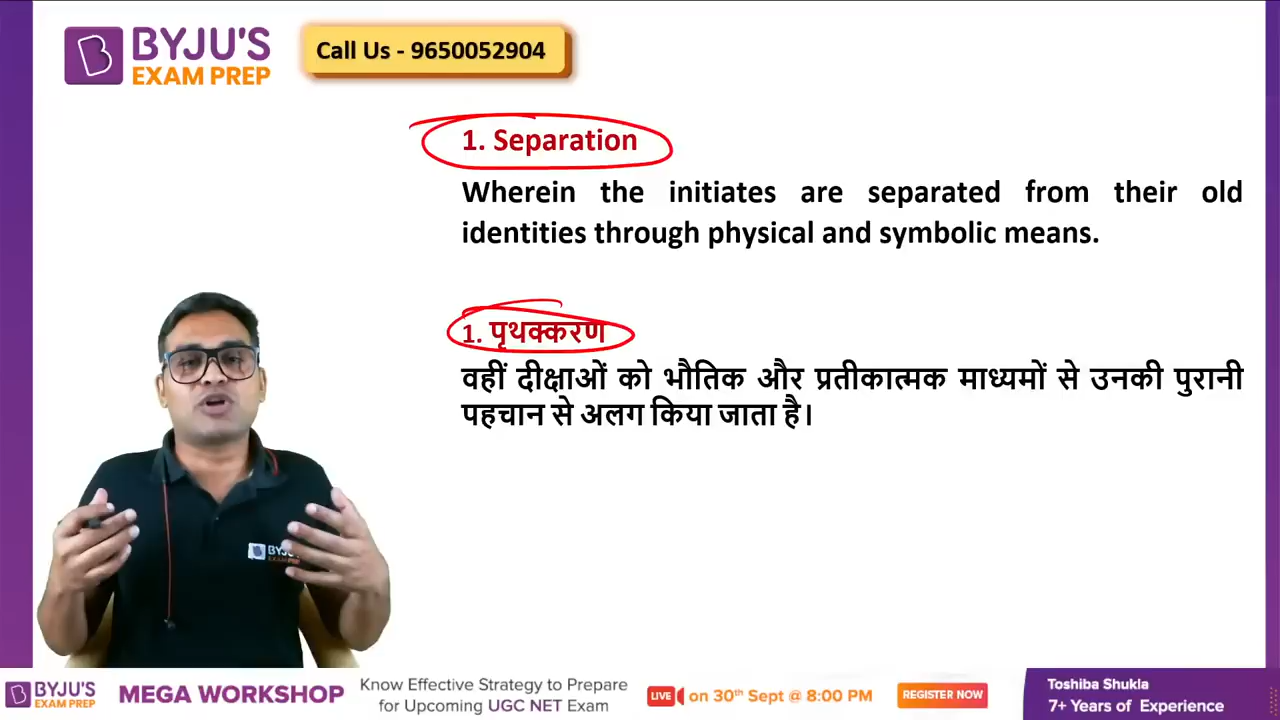 BYJU'S
EXAM PREP
Call Us - 9650052904
1. Separation
Wherein the initiates are separated from their old
identities through physical and symbolic means.
1. पृथक्करण
वहीं दीक्षाओं को भौतिक और प्रतीकात्मक माध्यमों से उनकी पुरानी
पहचान से अलग किया जाता है।
BYJU'S
EXAM PREP
MEGA WORKSHOP
Know Effective Strategy to Prepare
for Upcoming UGC NET Exam
LIVE on 30th Sept @ 8:00 PM
REGISTER NOW
Toshiba Shukla
7+ Years of Experience